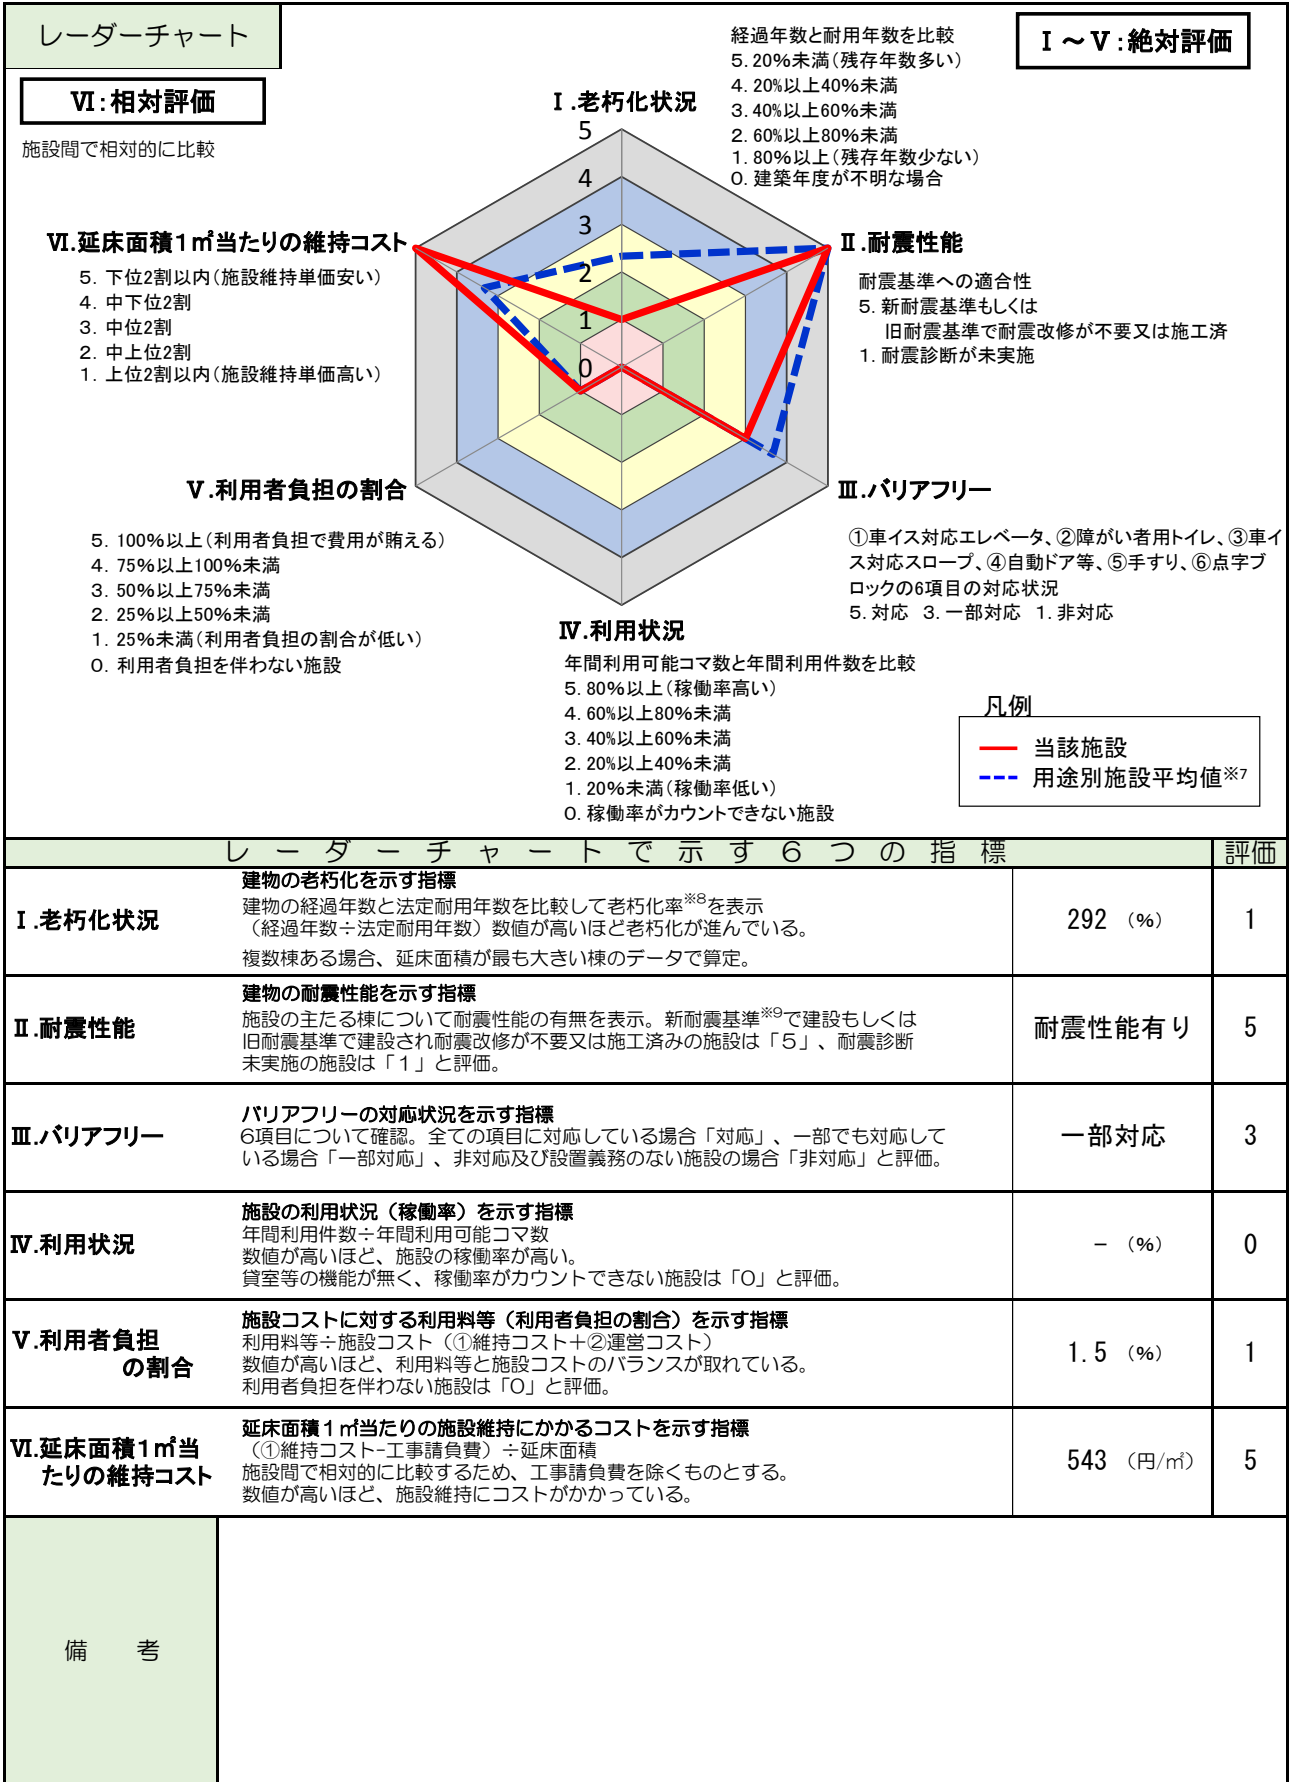 レーダーチャート
Ⅰ～Ⅴ:絶対評価
Ⅵ:相対評価
施設間で相対的に比較
Ⅰ.老朽化状況
経過年数と耐用年数を比較
5. 20%未満(残存年数多い)
4. 20%以上40%未満
3. 40%以上60%未満
2. 60%以上80%未満
1. 80%以上(残存年数少ない)
0. 建築年度が不明な場合
5
4
3
2
1
0
Ⅱ.耐震性能
耐震基準への適合性
5. 新耐震基準もしくは
旧耐震基準で耐震改修が不要又は施工済
1. 耐震診断が未実施
Ⅵ.延床面積1㎡当たりの維持コスト
5. 下位2割以内(施設維持単価安い)
4. 中下位2割
3. 中位2割
2. 中上位2割
1. 上位2割以内(施設維持単価高い)
Ⅴ.利用者負担の割合
5. 100%以上(利用者負担で費用が賄える)
4. 75%以上100%未満
3. 50%以上75%未満
2. 25%以上50%未満
1. 25%未満(利用者負担の割合が低い)
0. 利用者負担を伴わない施設
Ⅲ.バリアフリー
①車イス対応エレベータ、②障がい者用トイレ、③車イ
ス対応スロープ、④自動ドア等、⑤手すり、⑥点字ブ
ロックの6項目の対応状況
5. 対応 3. 一部対応 1. 非対応
Ⅳ.利用状況
年間利用可能コマ数と年間利用件数を比較
5. 80%以上(稼働率高い)
4. 60%以上80%未満
3. 40%以上60%未満
2. 20%以上40%未満
1. 20%未満(稼働率低い)
0. 稼働率がカウントできない施設
凡例
当該施設
用途別施設平均値※7
レーダーチャートで示す6つの指標 評価
Ⅰ.老朽化状況
建物の老朽化を示す指標
建物の経過年数と法定耐用年数を比較して老朽化率※8を表示
(経過年数÷法定耐用年数)数値が高いほど老朽化が進んでいる。
複数棟ある場合、延床面積が最も大きい棟のデータで算定。
292 (%) 1
Ⅱ.耐震性能
建物の耐震性能を示す指標
施設の主たる棟について耐震性能の有無を表示。新耐震基準※9で建設もしくは
旧耐震基準で建設され耐震改修が不要又は施工済みの施設は「5」、耐震診断
未実施の施設は「1」と評価。
耐震性能有り 5
Ⅲ.バリアフリー
バリアフリーの対応状況を示す指標
6項目について確認。全ての項目に対応している場合「対応」、一部でも対応して
いる場合「一部対応」、非対応及び設置義務のない施設の場合「非対応」と評価。
一部対応 3
Ⅳ.利用状況
施設の利用状況(稼働率)を示す指標
年間利用件数÷年間利用可能コマ数
数値が高いほど、施設の稼働率が高い。
貸室等の機能が無く、稼働率がカウントできない施設は「0」と評価。
- (%) 0
Ⅴ.利用者負担
の割合
施設コストに対する利用料等(利用者負担の割合)を示す指標
利用料等÷施設コスト(①維持コスト+②運営コスト)
数値が高いほど、利用料等と施設コストのバランスが取れている。
利用者負担を伴わない施設は「0」と評価。
1.5 (%) 1
Ⅵ.延床面積1㎡当
たりの維持コスト
延床面積1㎡当たりの施設維持にかかるコストを示す指標
(①維持コスト-工事請負費)÷延床面積
施設間で相対的に比較するため、工事請負費を除くものとする。
数値が高いほど、施設維持にコストがかかっている。
543 (円/㎡) 5
備 考